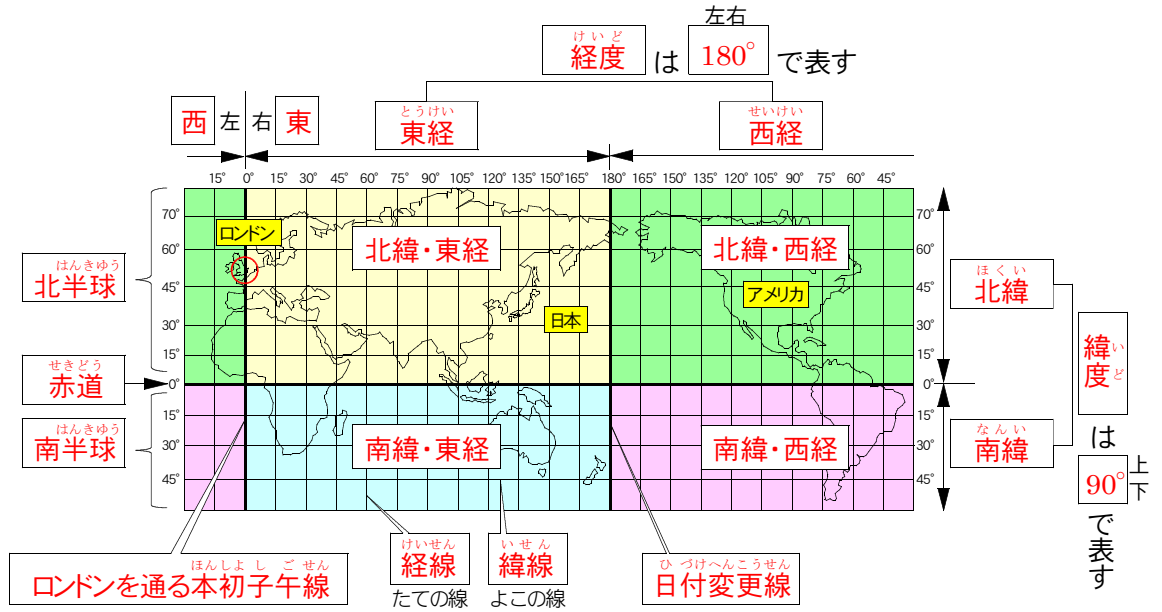 左右
けいど
経度 は 180° で表す
西 左 右 東
とうけい
東経
せいけい
西経
15° 0° 15° 30° 45° 60° 75° 90° 105° 120° 135° 150° 165° 180° 165° 150° 135° 120° 105° 90° 75° 60° 45°
70° 70°
ロンドン
北緯・東経 北緯・西経
60° 60°
はんきゆう
北半球
45° 45°
アメリカ
ほくい
北緯
日本
30° 30°
15° 15°
せきどう
赤道
0° 0°
緯度
いど
は
90°
上下
で表す
15° 15°
はんきゆう
南半球
南緯・東経 南緯・西経
なんい
南緯
30° 30°
45° 45°
ほんしよしごせん
ロンドンを通る本初子午線
けいせん
経線
たての線
いせん
緯線
よこの線
ひづけへんこうせん
日付変更線